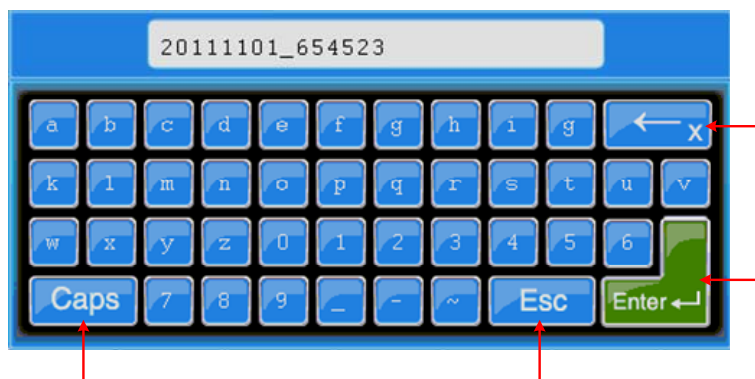 20111101_654523
a b c d e f g h i g ← x
k l m n o p q r s t u v
w x y z 0 1 2 3 4 5 6
Caps 7 8 9 _ - ~ Esc Enter ↵